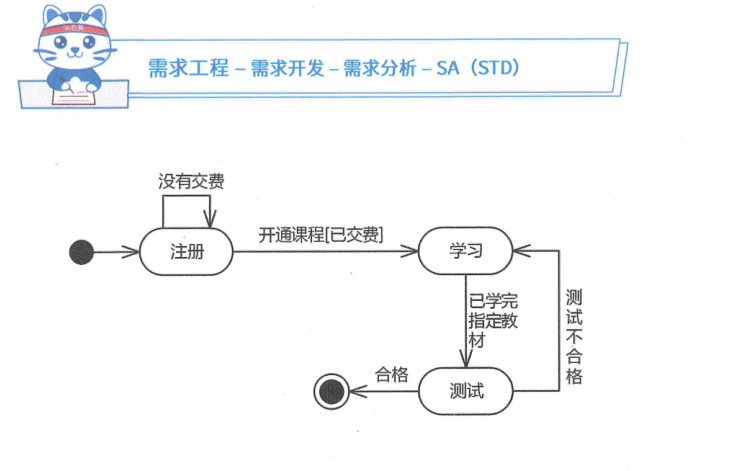 需求工程 – 需求开发 – 需求分析 – SA（STD）
没有交费
注册
开通课程[已交费]
学习
已学完
指定教
材
测试不合格
合格
测试